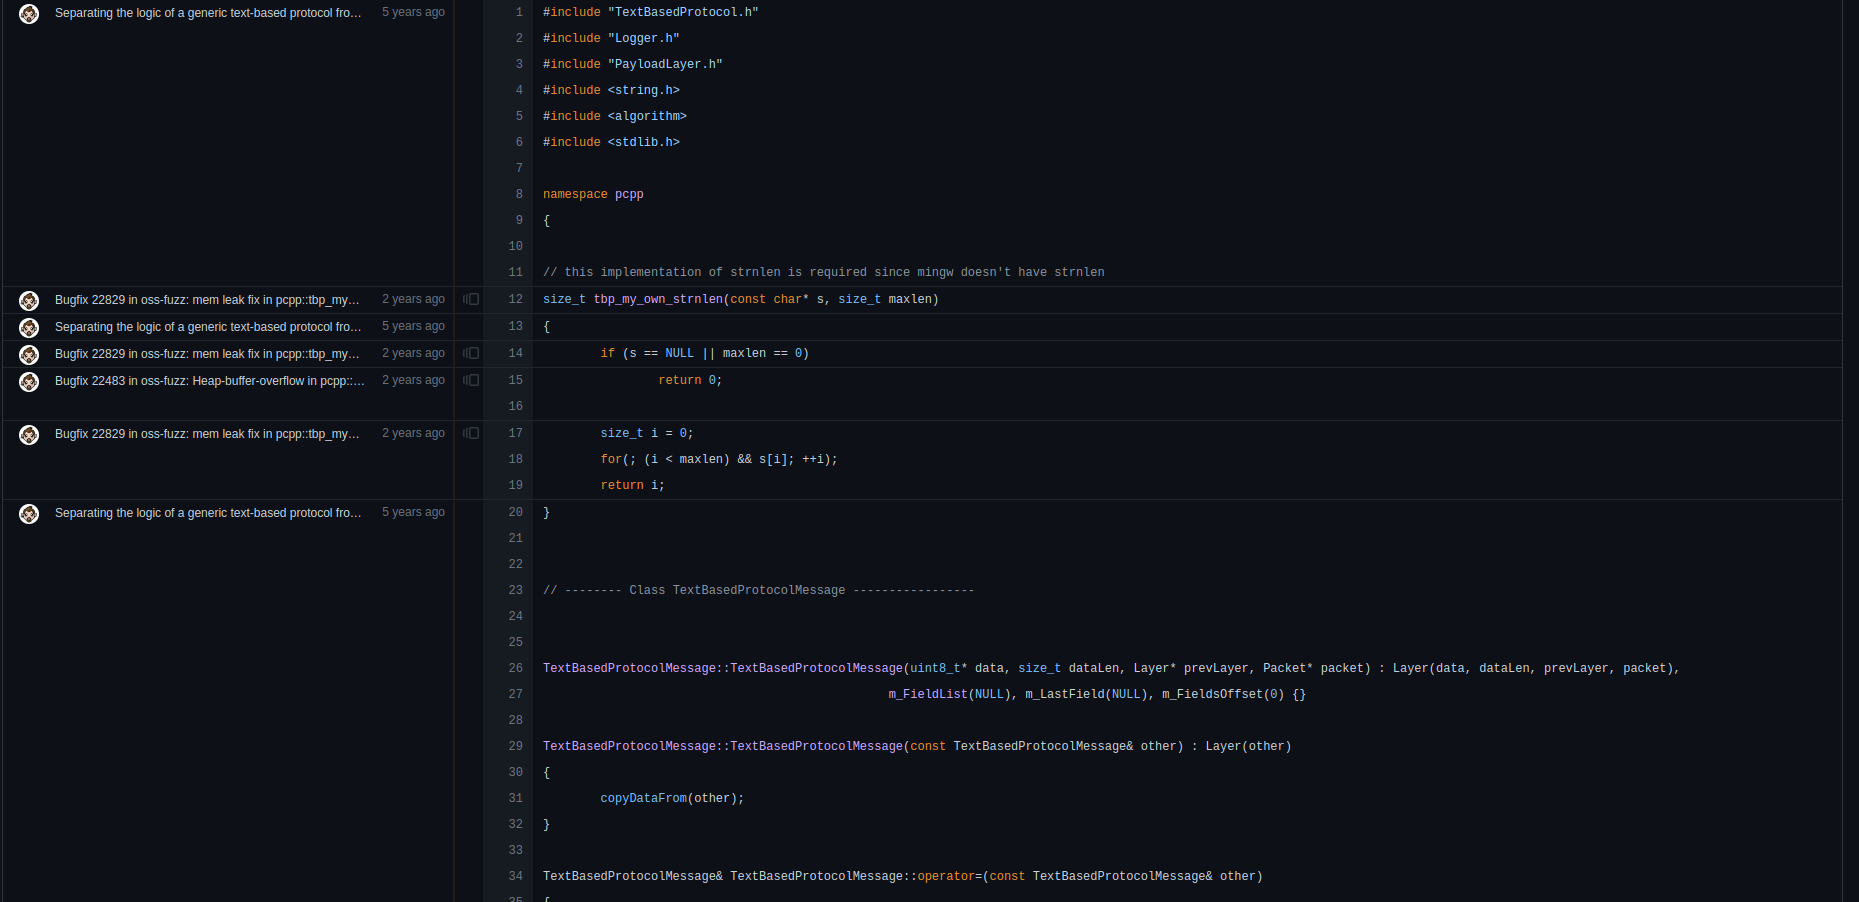 Separating the logic of a generic text-based protocol fro… 5 years ago 1 #include "TextBasedProtocol.h"
2 #include "Logger.h"
3 #include "PayloadLayer.h"
4 #include <string.h>
5 #include <algorithm>
6 #include <stdlib.h>
7
8 namespace pcpp
9 {
10
11 // this implementation of strnlen is required since mingw doesn't have strnlen
Bugfix 22829 in oss-fuzz: mem leak fix in pcpp::tbp_my… 2 years ago 12 size_t tbp_my_own_strnlen(const char* s, size_t maxlen)
Separating the logic of a generic text-based protocol fro… 5 years ago 13 {
Bugfix 22829 in oss-fuzz: mem leak fix in pcpp::tbp_my… 2 years ago 14 if (s == NULL || maxlen == 0)
Bugfix 22483 in oss-fuzz: Heap-buffer-overflow in pcpp::… 2 years ago 15 return 0;
16
Bugfix 22829 in oss-fuzz: mem leak fix in pcpp::tbp_my… 2 years ago 17 size_t i = 0;
18 for(; (i < maxlen) && s[i]; ++i);
19 return i;
Separating the logic of a generic text-based protocol fro… 5 years ago 20 }
21
22
23 // -------- Class TextBasedProtocolMessage -----------------
24
25
26 TextBasedProtocolMessage::TextBasedProtocolMessage(uint8_t* data, size_t dataLen, Layer* prevLayer, Packet* packet) : Layer(data, dataLen, prevLayer, packet),
27 m_FieldList(NULL), m_LastField(NULL), m_FieldsOffset(0) {}
28
29 TextBasedProtocolMessage::TextBasedProtocolMessage(const TextBasedProtocolMessage& other) : Layer(other)
30 {
31 copyDataFrom(other);
32 }
33
34 TextBasedProtocolMessage& TextBasedProtocolMessage::operator=(const TextBasedProtocolMessage& other)
35 {